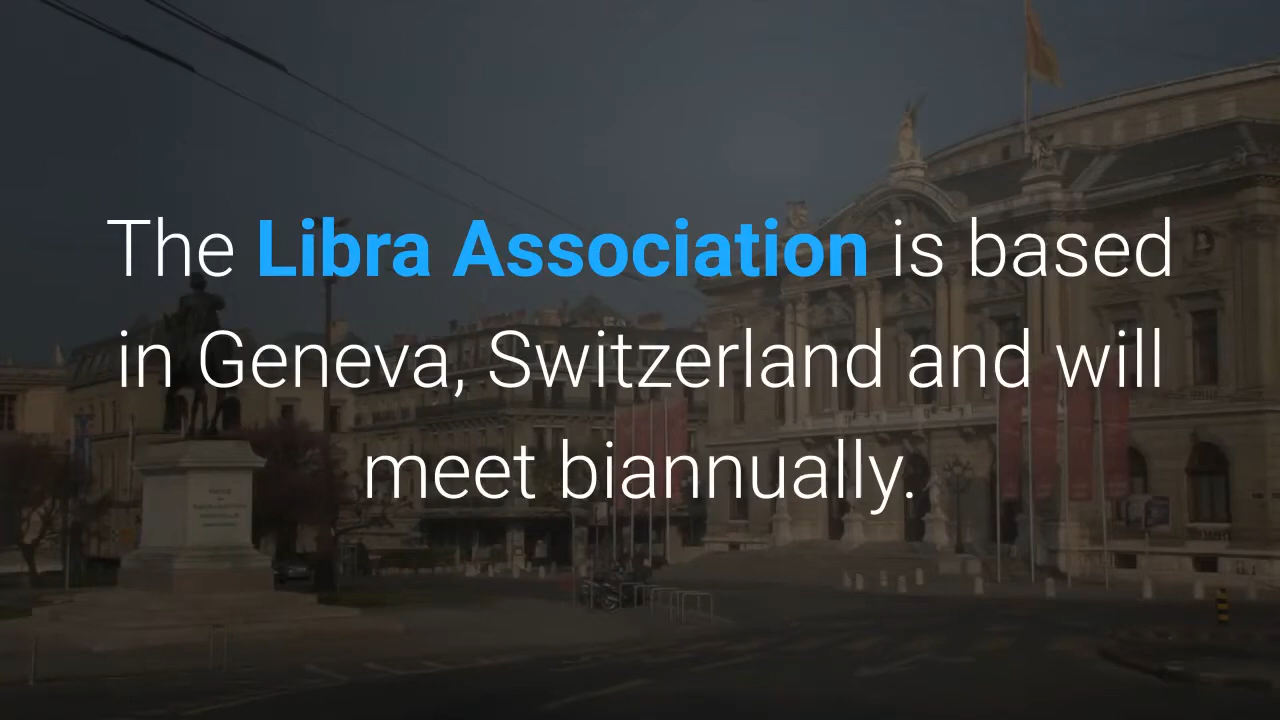 The Libra Association is based
in Geneva, Switzerland and will
meet biannually.